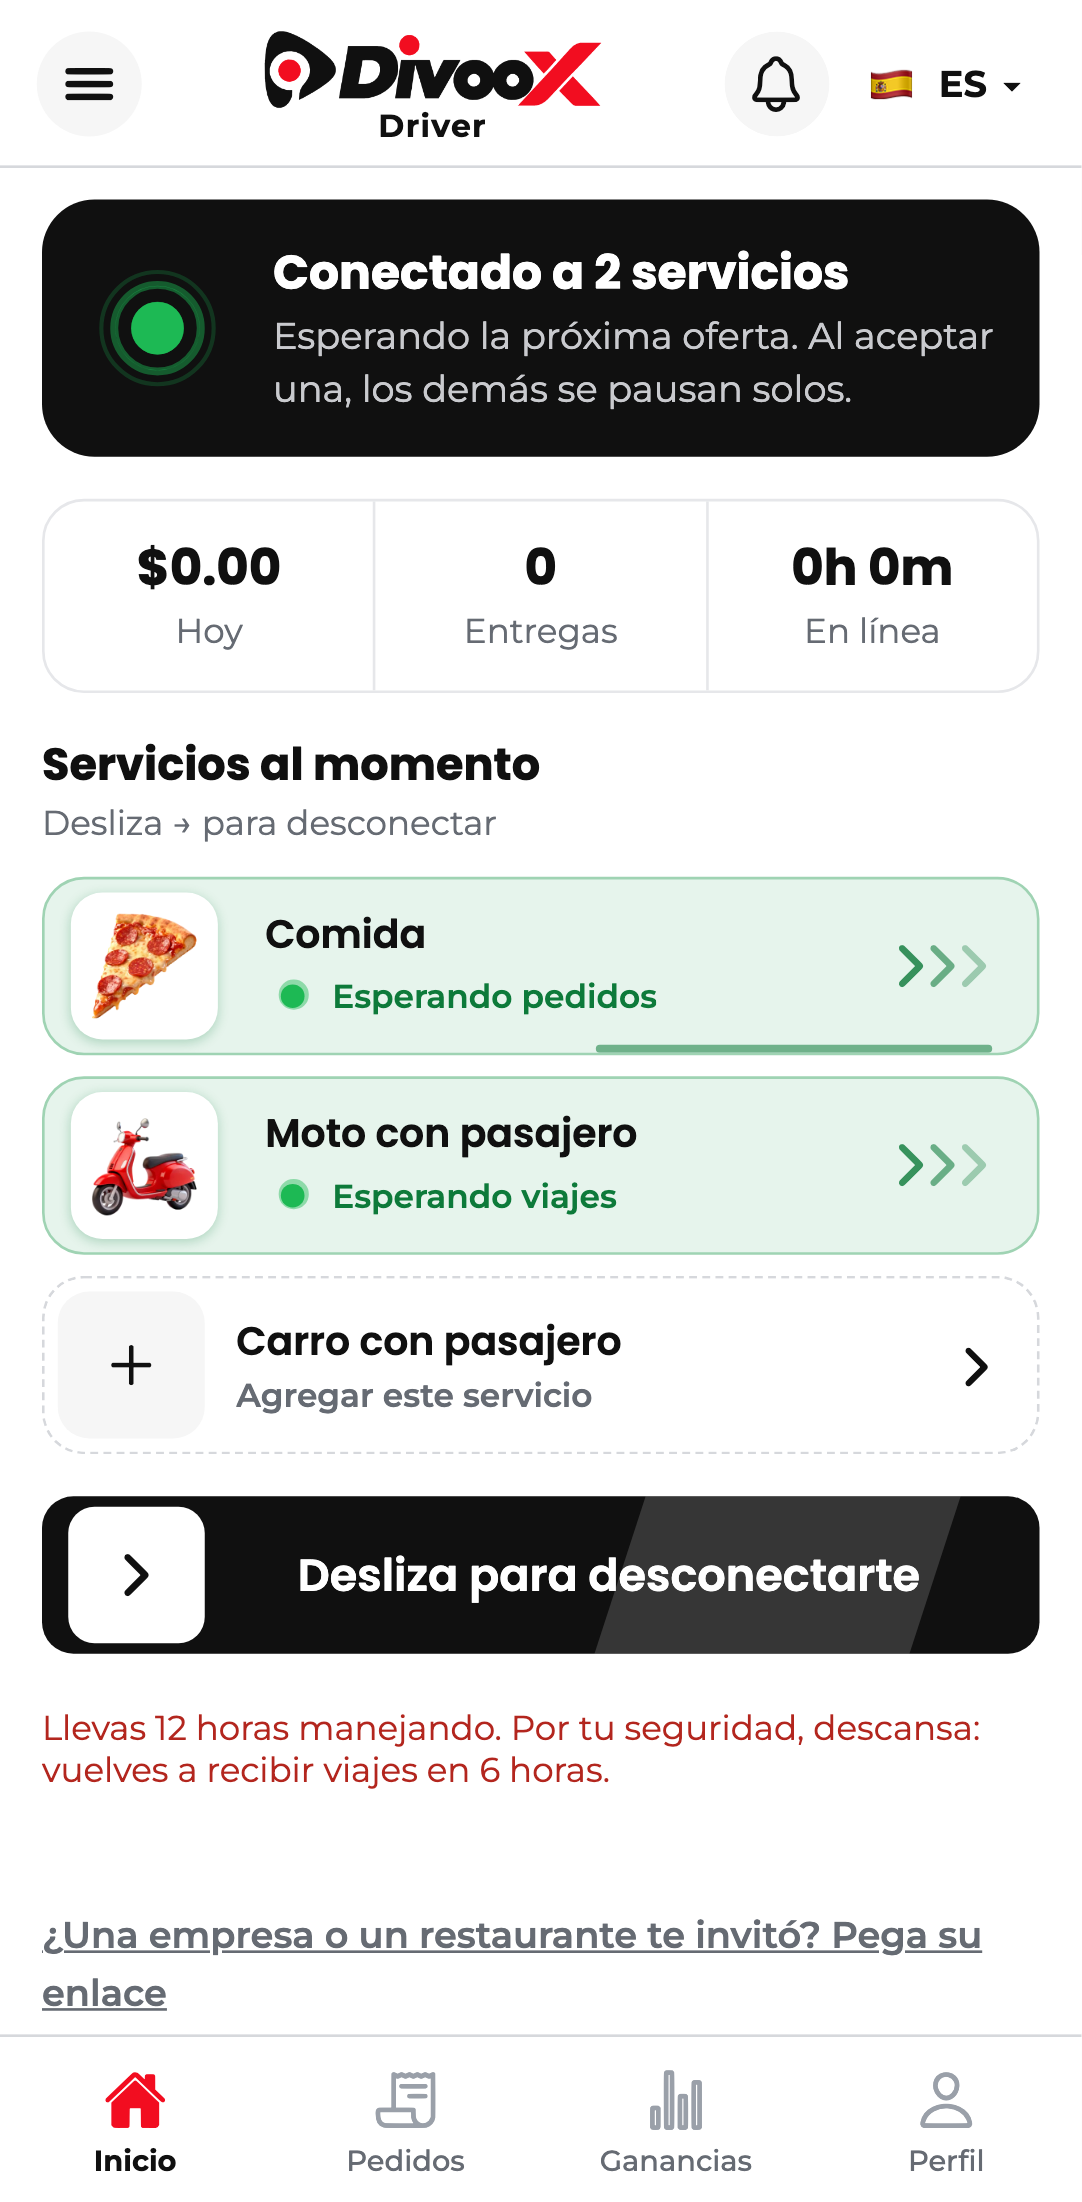 DivooX
Driver
ES
Conectado a 2 servicios
Esperando la próxima oferta. Al aceptar
una, los demás se pausan solos.
$0.00
Hoy
0
Entregas
0h 0m
En línea
Servicios al momento
Desliza → para desconectar
Comida
Esperando pedidos
Moto con pasajero
Esperando viajes
Carro con pasajero
Agregar este servicio
Desliza para desconectarte
Llevas 12 horas manejando. Por tu seguridad, descansa:
vuelves a recibir viajes en 6 horas.
¿Una empresa o un restaurante te invitó? Pega su
enlace
Inicio
Pedidos
Ganancias
Perfil